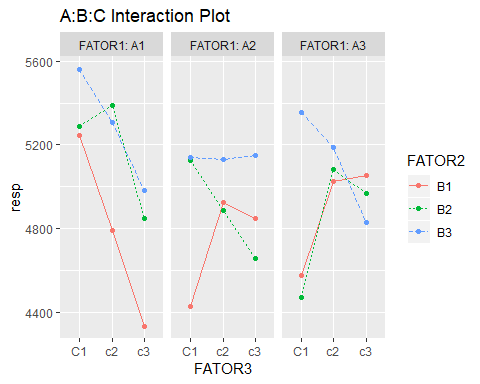 A:B:C Interaction Plot
FATOR1: A1 FATOR1: A2 FATOR1: A3
5600
5200
4800
4400
resp
C1 c2 c3 C1 c2 c3 C1 c2 c3
FATOR3
FATOR2
B1
B2
B3